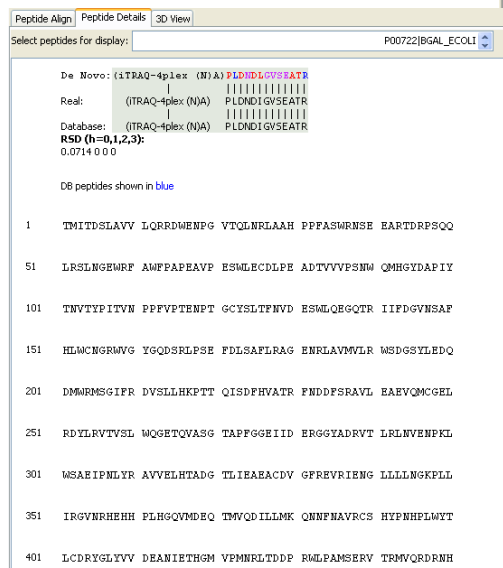 Peptide Align Peptide Details 3D View
Select peptides for display: P00722|BGAL_ECOLI
De Novo: (iTRAQ-4plex (N)A)PLDNDLGVSEATR
| |||||||||||||
Real: (iTRAQ-4plex (N)A) PLDNDIGVSEATR
| |||||||||||||
Database: (iTRAQ-4plex (N)A) PLDNDIGVSEATR
RSD (h=0,1,2,3):
0.0714 0 0 0
DB peptides shown in blue
1 TMITDSLAVV LQRRDWENPG VTQLNRLAAH PPFASWRNSE EARTDRPSQQ
51 LRSLNGEWRF AWFPAPEAVP ESWLECDLPE ADTVVVPSNW QMHGYDAPIY
101 TNVTYPITVN PPFVPTENPT GCYSLTFNVD ESWLQEGQTR IIFDGVNSAF
151 HLWCNGRWVG YGQDSRLPSE FDLSAFLRAG ENRLAVMVLR WSDGSYLEDQ
201 DMWRMSGIFR DVSLLHKPTT QISDFHVATR FNDDFSRAVL EAEVQMCGEL
251 RDYLRVTVSL WQGETQVASG TAPFGGEIID ERGGYADRVT LRLNVENPKL
301 WSAEIPNLYR AVVELHTADG TLIEAEACDV GFREVRIENG LLLLNGKPLL
351 IRGVNRHEHH PLHGQVMDEQ TMVQDILLMK QNNFNAVRCS HYPNHPLWYT
401 LCDRYGLYVV DEANIETHGM VPMNRLTDDP RWLPAMSERV TRMVQRDRNH